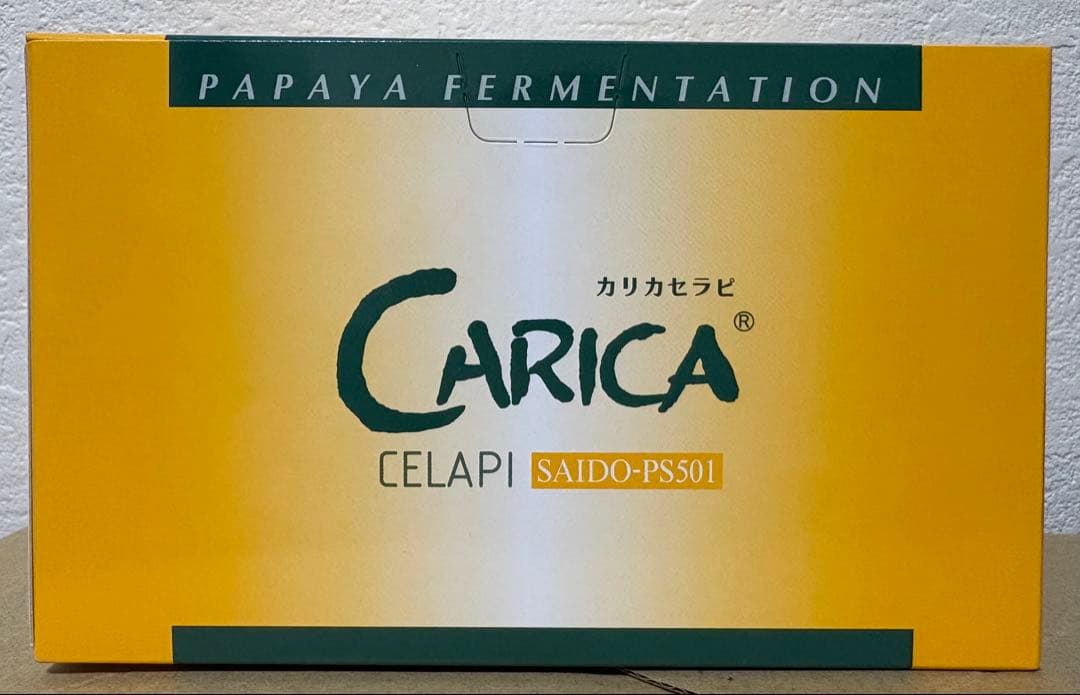 PAPAYA FERMENTATION
カリカセラピ
CARICA®
CELAPI SAIDO-PS501